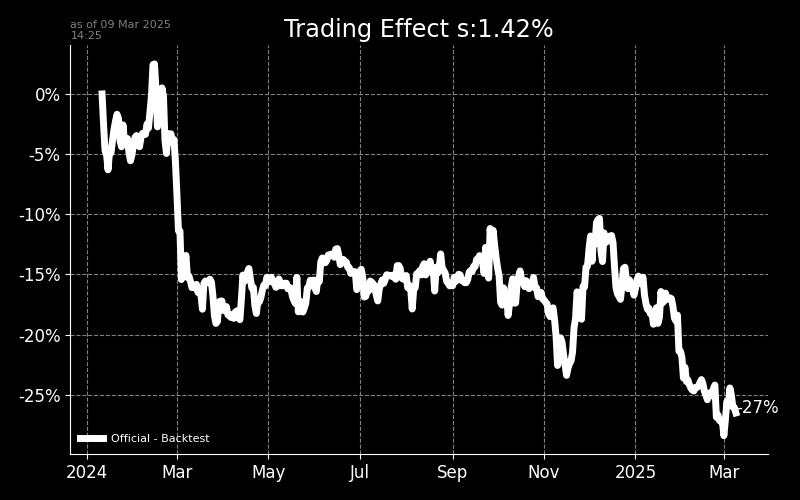 as of 09 Mar 2025
14:25
Trading Effect s:1.42%
0%
-5%
-10%
-15%
-20%
-25%
-27%
Official - Backtest
2024 Mar May Jul Sep Nov 2025 Mar